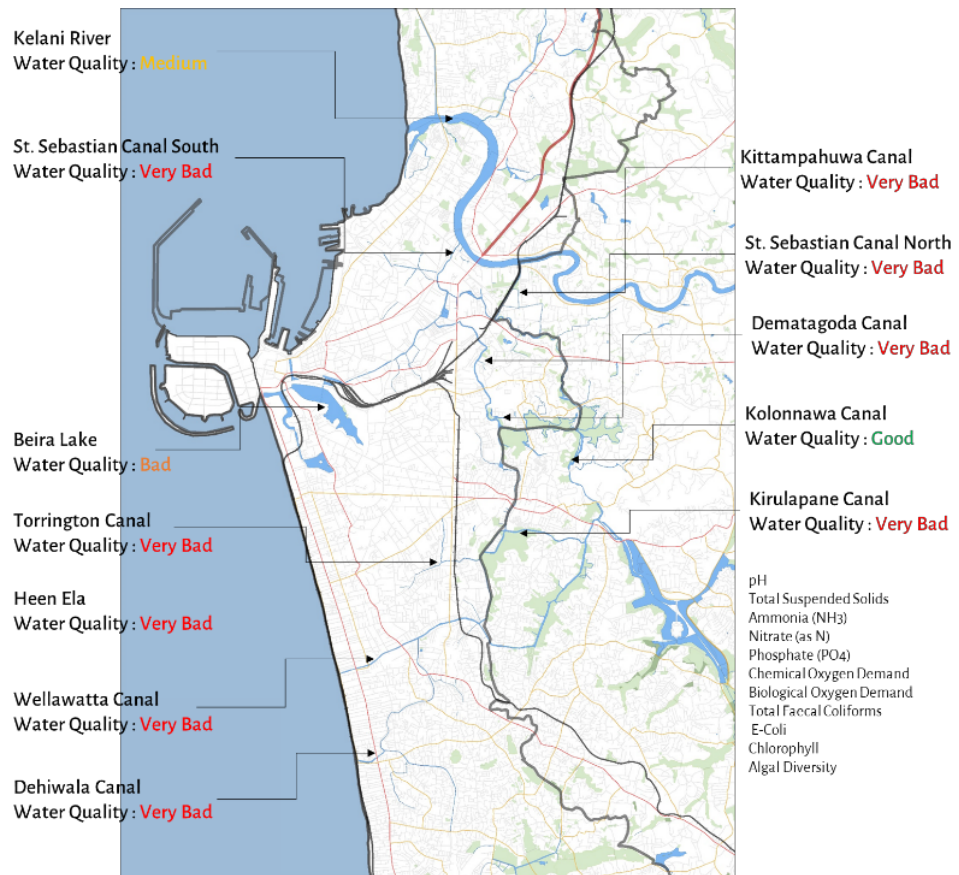 Kelani River
Water Quality : Medium
St. Sebastian Canal South
Water Quality : Very Bad
Beira Lake
Water Quality : Bad
Torrington Canal
Water Quality : Very Bad
Heen Ela
Water Quality : Very Bad
Wellawatta Canal
Water Quality : Very Bad
Dehiwala Canal
Water Quality : Very Bad
Kittampahuwa Canal
Water Quality : Very Bad
St. Sebastian Canal North
Water Quality : Very Bad
Dematagoda Canal
Water Quality : Very Bad
Kolonnawa Canal
Water Quality : Good
Kirulapane Canal
Water Quality : Very Bad
pH
Total Suspended Solids
Ammonia (NH3)
Nitrate (as N)
Phosphate (PO4)
Chemical Oxygen Demand
Biological Oxygen Demand
Total Faecal Coliforms
E-Coli
Chlorophyll
Algal Diversity